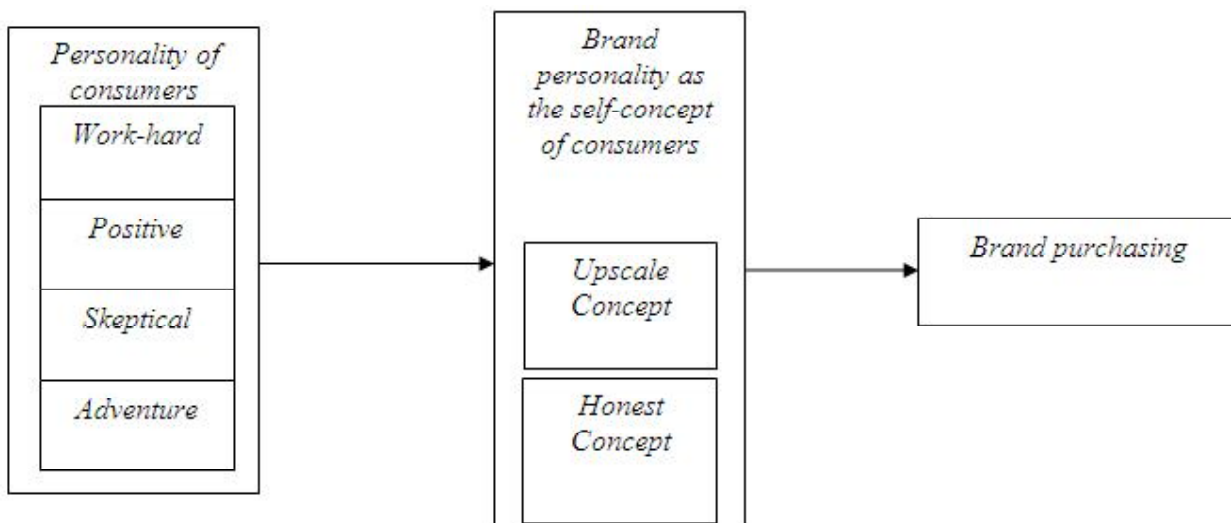 Personality of
consumers
Work-hard
Positive
Skeptical
Adventure
Brand
personality as
the self-concept
of consumers
Upscale
Concept
Honest
Concept
Brand purchasing